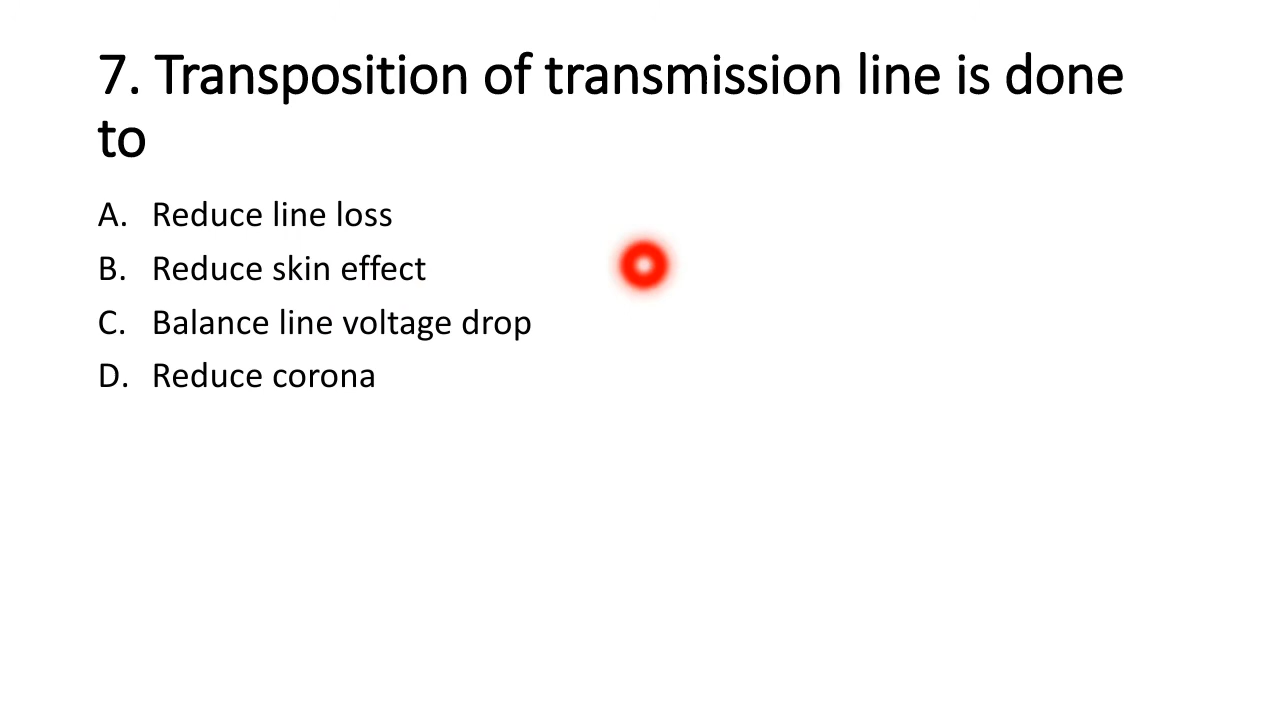 7. Transposition of transmission line is done
to
A. Reduce line loss
B. Reduce skin effect
C. Balance line voltage drop
D. Reduce corona